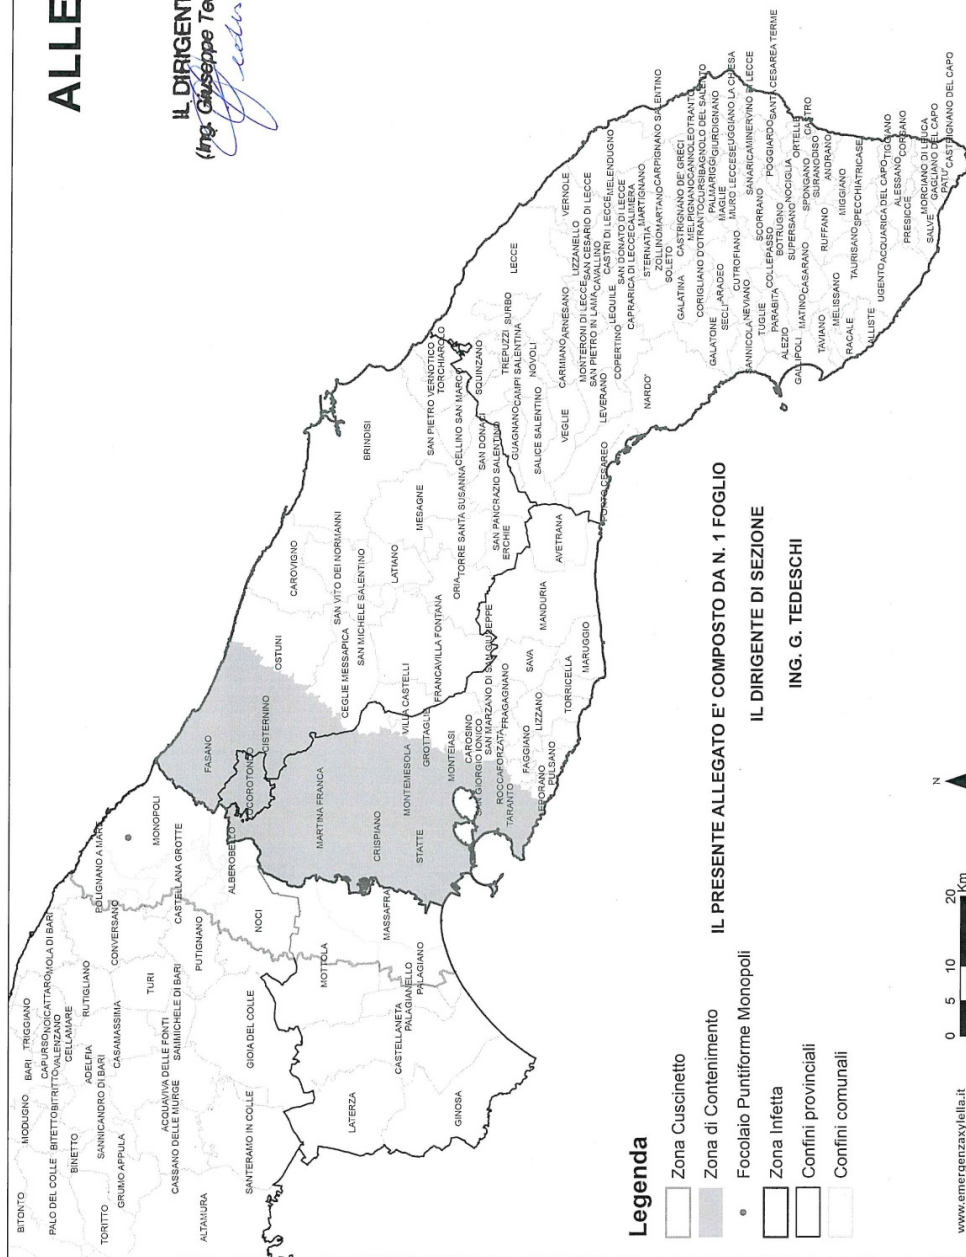 ALLE
IL DIRIGENT
(Ing. Giuseppe Te
BITONTO
MODUGNO
BARI
TRIGGIANO
PALO DEL COLLE
BITETTO
BITRITTO
VALENZANO
CAPURSO
NOICATTARO
MOLA DI BARI
CELLAMARE
BINETTO
ADELFIA
RUTIGLIANO
POLIGNANO A MARE
TORITTO
SANNICANDRO DI BARI
CASAMASSIMA
CONVERSANO
GRUMO APPULA
TURI
MONOPOLI
ACQUAVIVA DELLE FONTI
CASSANO DELLE MURGE
SAMMICHELE DI BARI
CASTELLANA GROTTE
PUTIGNANO
ALTAMURA
SANTERAMO IN COLLE
GIOIA DEL COLLE
NOCI
ALBEROBELLO
LOCOROTONDO
FASANO
CISTERNINO
OSTUNI
CAROVIGNO
LATERZA
MOTTOLA
MARTINA FRANCA
CEGLIE MESSAPICA
SAN VITO DEI NORMANNI
SAN MICHELE SALENTINO
BRINDISI
CASTELLANETA
PALAGIANELLO
PALAGIANO
MASSAFRA
CRISPIANO
STATTE
MONTEMESOLA
VILLA CASTELLI
GROTTAGLIE
LATIANO
MESAGNE
GINOSA
MONTEIASI
CAROSINO
SAN GIORGIO IONICO
SAN MARZANO DI SAN GIUSEPPE
FRANCAVILLA FONTANA
ORIA
TORRE SANTA SUSANNA
CELLINO SAN MARCO
SAN PIETRO VERNOTICO
TORCHIAROLO
ROCCAFORZATA
FRAGAGNANO
TARANTO
FAGGIANO
LEPORANO
PULSANO
LIZZANO
SAVA
TORRICELLA
MARUGGIO
MANDURIA
AVETRANA
ERCHIE
SAN PANCRAZIO SALENTINO
SAN DONACI
SQUINZANO
GUAGNANO
CAMPI SALENTINA
TREPUZZI
SURBO
LECCE
SALICE SALENTINO
NOVOLI
VEGLIE
CARMIANO
ARNESANO
LIZZANELLO
VERNOLE
MONTERONI DI LECCE
SAN CESARIO DI LECCE
SAN PIETRO IN LAMA
CAVALLINO
PORTO CESAREO
LEVERANO
COPERTINO
LEQUILE
CASTRI DI LECCE
MELENDUGNO
SAN DONATO DI LECCE
CAPRARICA DI LECCE
CALIMERA
NARDO'
STERNATIA
MARTIGNANO
ZOLLINO
MARTANO
CARPIGNANO SALENTINO
SOLETO
GALATINA
CASTRIGNANO DE' GRECI
MELPIGNANO
CANNOLE
OTRANTO
CORIGLIANO D'OTRANTO
CURSI
BAGNOLO DEL SALENTO
GALATONE
PALMARIGGI
GIURDIGNANO
SECLI
ARADEO
MAGLIE
CUTROFIANO
MURO LECCESE
UGGIANO LA CHIESA
SANNICOLA
NEVIANO
SANARICA
MINERVINO DI LECCE
TUGLIE
SCORRANO
PARABITA
COLLEPASSO
POGGIARDO
SANTA CESAREA TERME
ALEZIO
BOTRUGNO
SUPERSANO
NOCIGLIA
ORTELLE
GALLIPOLI
MATINO
CASARANO
SPONGANO
CASTRO
SURANO
DISO
TAVIANO
RUFFANO
ANDRANO
MELISSANO
MIGGIANO
RACALE
TAURISANO
SPECCHIA
TRICASE
ALLISTE
UGENTO
ACQUARICA DEL CAPO
TIGGIANO
ALESSANO
CORSANO
PRESICCE
SALVE
MORCIANO DI LEUCA
GAGLIANO DEL CAPO
PATU'
CASTRIGNANO DEL CAPO
Legenda
Zona Cuscinetto
Zona di Contenimento
Focolaio Puntiforme Monopoli
Zona Infetta
Confini provinciali
Confini comunali
IL PRESENTE ALLEGATO E' COMPOSTO DA N. 1 FOGLIO
IL DIRIGENTE DI SEZIONE
ING. G. TEDESCHI
N
0 5 10 20
Km
www.emergenzaxylella.it